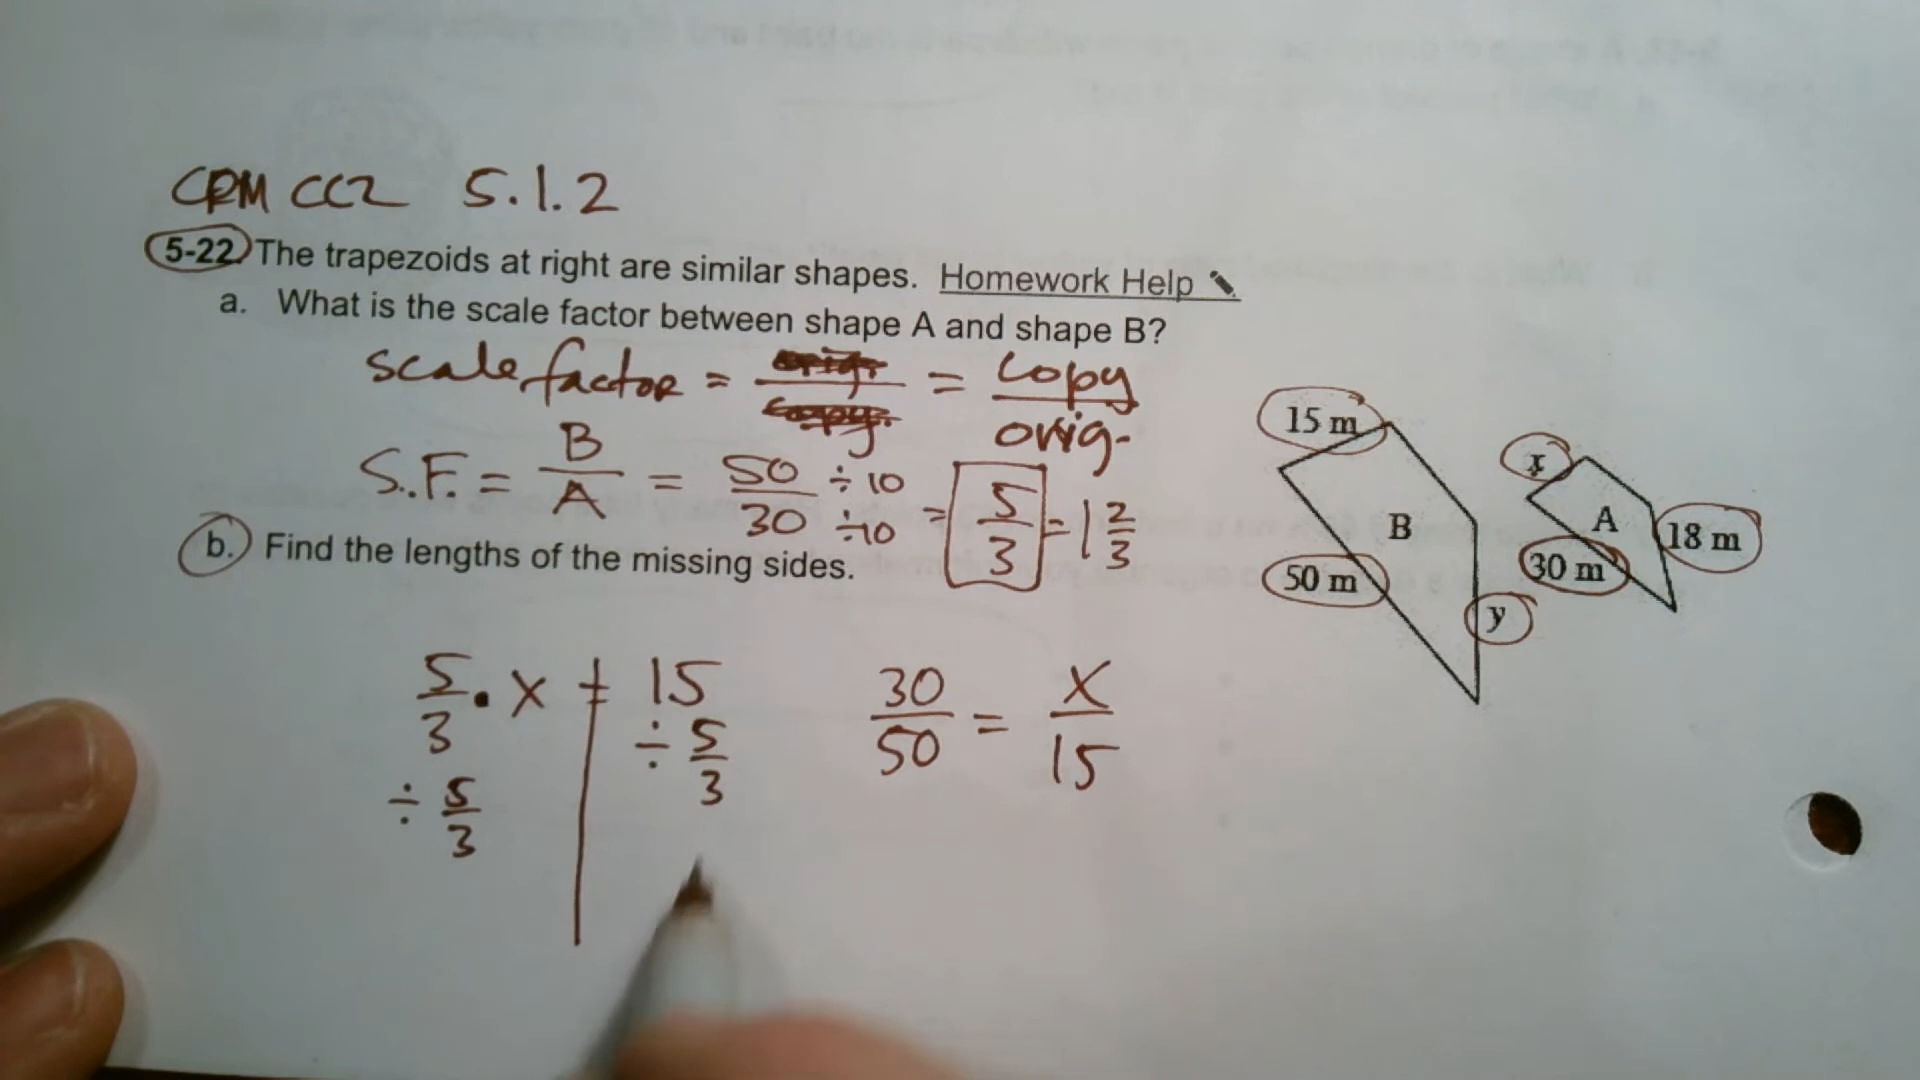 CPM CC2 5.1.2
5-22. The trapezoids at right are similar shapes. Homework Help
a. What is the scale factor between shape A and shape B?
scale factor = orig. / copy = copy / orig.
S.F. = B/A = 50/30 ÷10/÷10 = 5/3 = 1 2/3
b. Find the lengths of the missing sides.
5/3 · x = 15
÷ 5/3 ÷ 5/3
30/50 = x/15
15 m
B
50 m
y
x
A
30 m
18 m